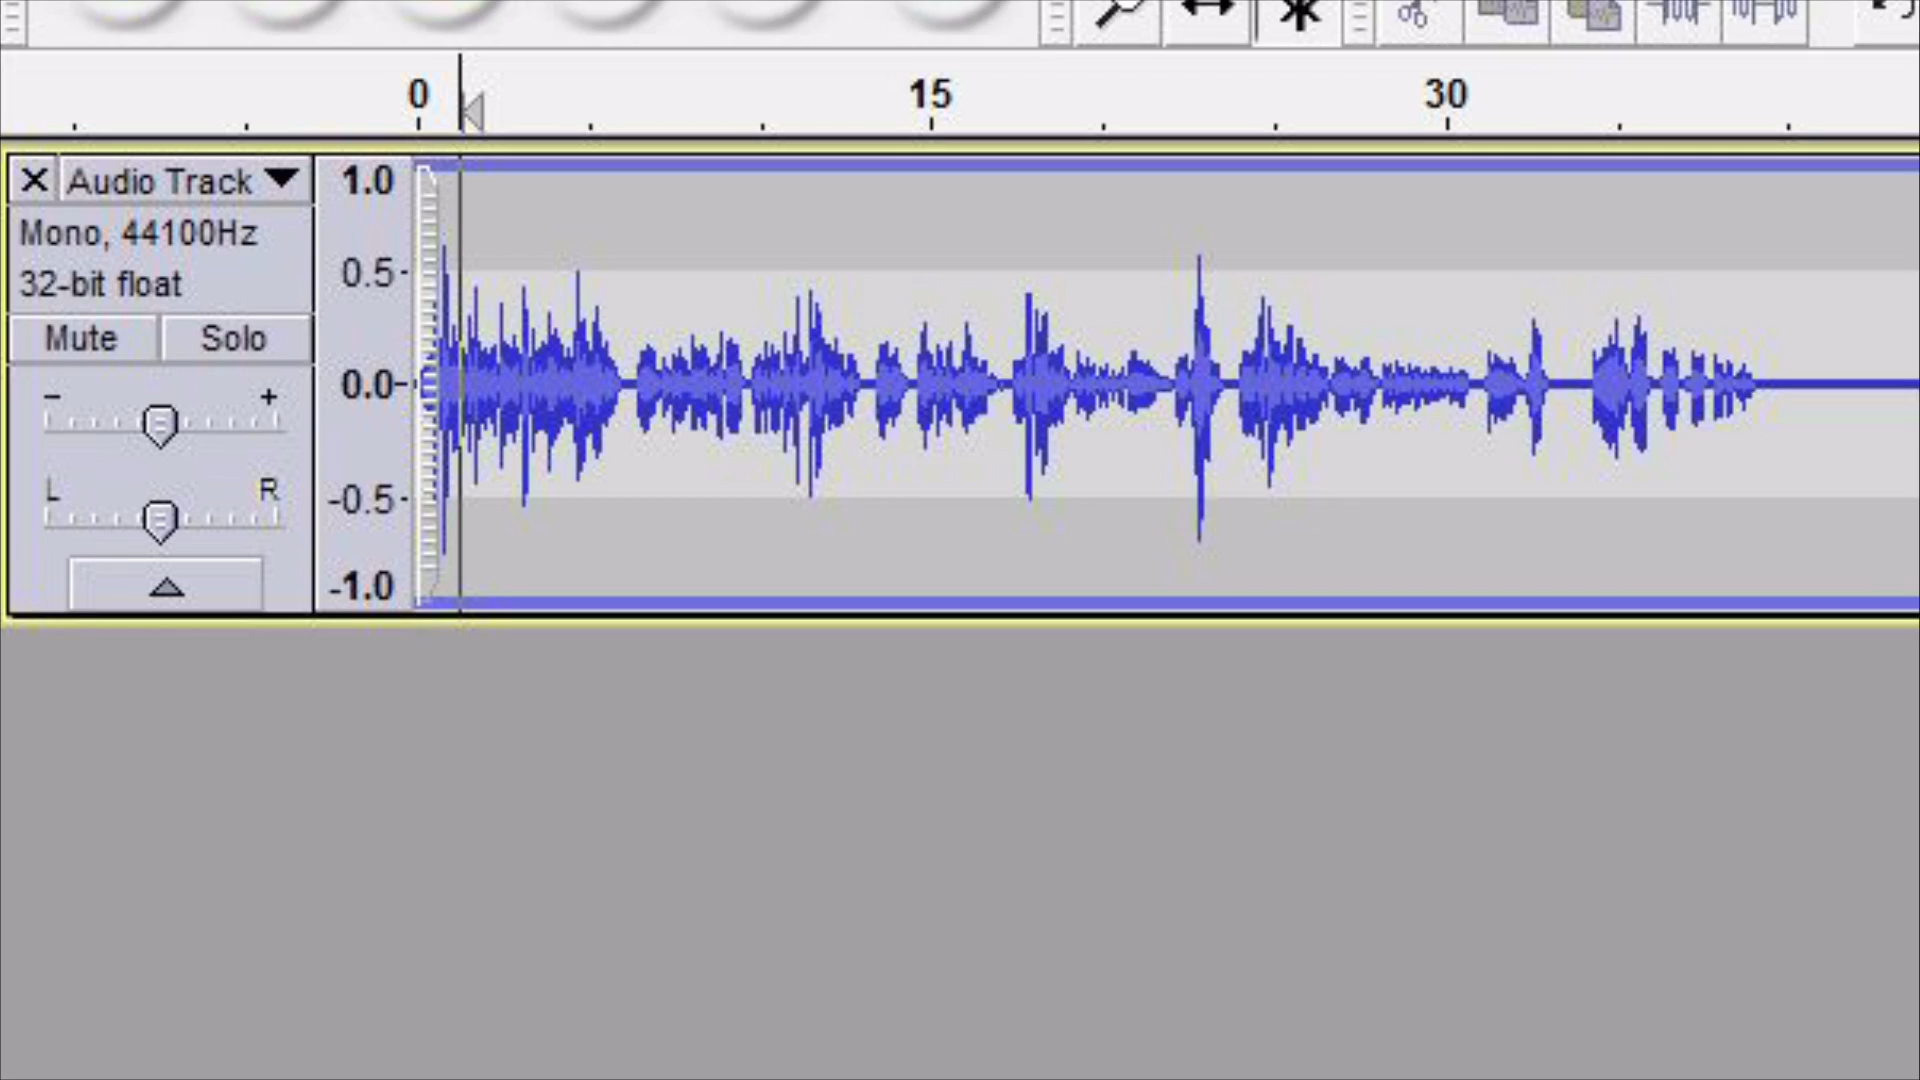 0 15 30
X Audio Track
Mono, 44100Hz
32-bit float
Mute Solo
- +
L R
1.0
0.5
0.0
-0.5
-1.0